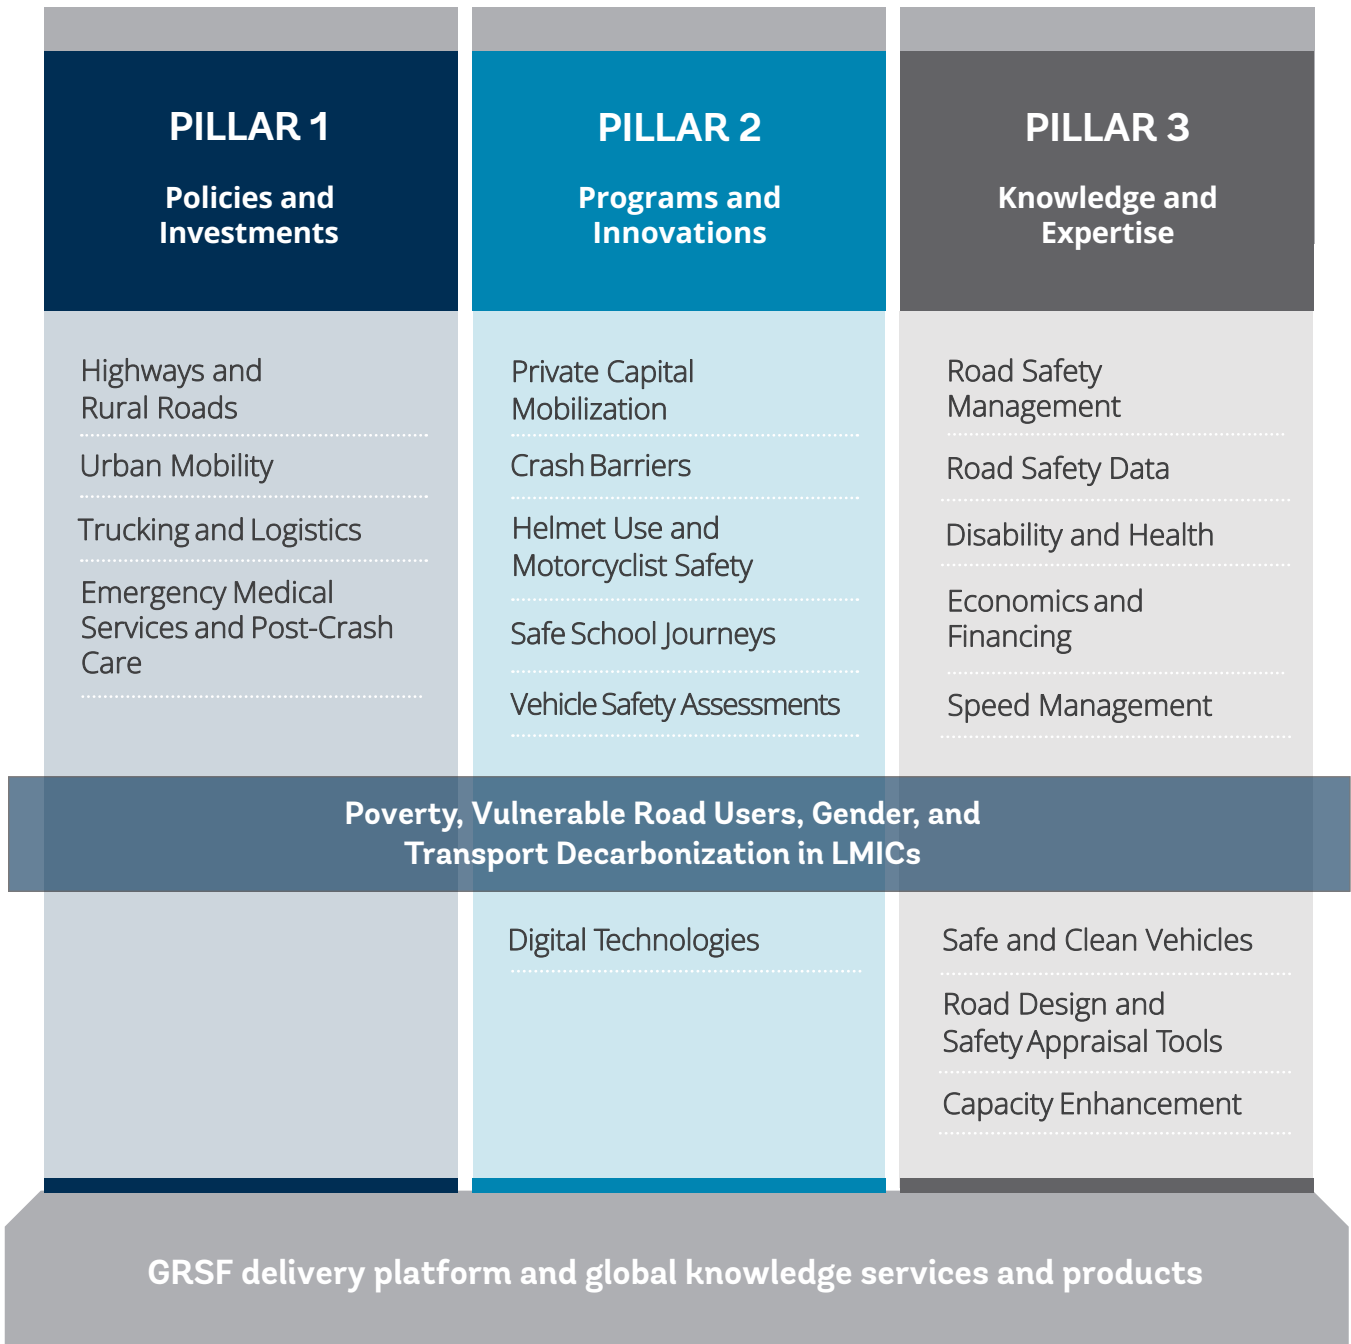 PILLAR 1
Policies and
Investments
Highways and
Rural Roads
Urban Mobility
Trucking and Logistics
Emergency Medical
Services and Post-Crash
Care
PILLAR 2
Programs and
Innovations
Private Capital
Mobilization
Crash Barriers
Helmet Use and
Motorcyclist Safety
Safe School Journeys
Vehicle Safety Assessments
Digital Technologies
PILLAR 3
Knowledge and
Expertise
Road Safety
Management
Road Safety Data
Disability and Health
Economics and
Financing
Speed Management
Safe and Clean Vehicles
Road Design and
Safety Appraisal Tools
Capacity Enhancement
Poverty, Vulnerable Road Users, Gender, and
Transport Decarbonization in LMICs
GRSF delivery platform and global knowledge services and products